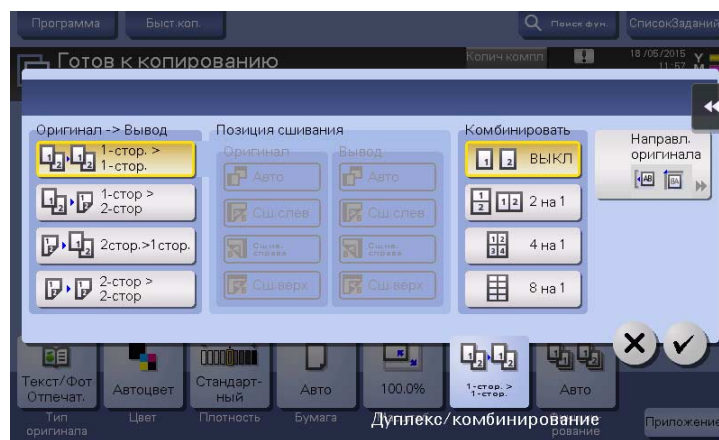 Программа
Быст.коп.
Поиск фун.
СписокЗаданий
Готов к копированию
Колич компл
18/05/2015
11:57
Y
M
Оригинал -> Вывод
Позиция сшивания
Комбинировать
Направл.
оригинала
Оригинал
Вывод
1-стор. >
1-стор.
Авто
Авто
ВЫКЛ
1-стор >
2-стор
Сш слев
Сш слев
2 на 1
2стор.>1стор.
Сшив.
справа
Сшив.
справа
4 на 1
2-стор >
2-стор
Сш верх
Сш верх
8 на 1
Текст/Фот
Отпечат.
Автоцвет
Стандарт-
ный
Авто
100.0%
1-стор. >
1-стор.
Авто
Тип
оригинала
Цвет
Плотность
Бумага
Дуплекс/комбинирование
рование
Приложение